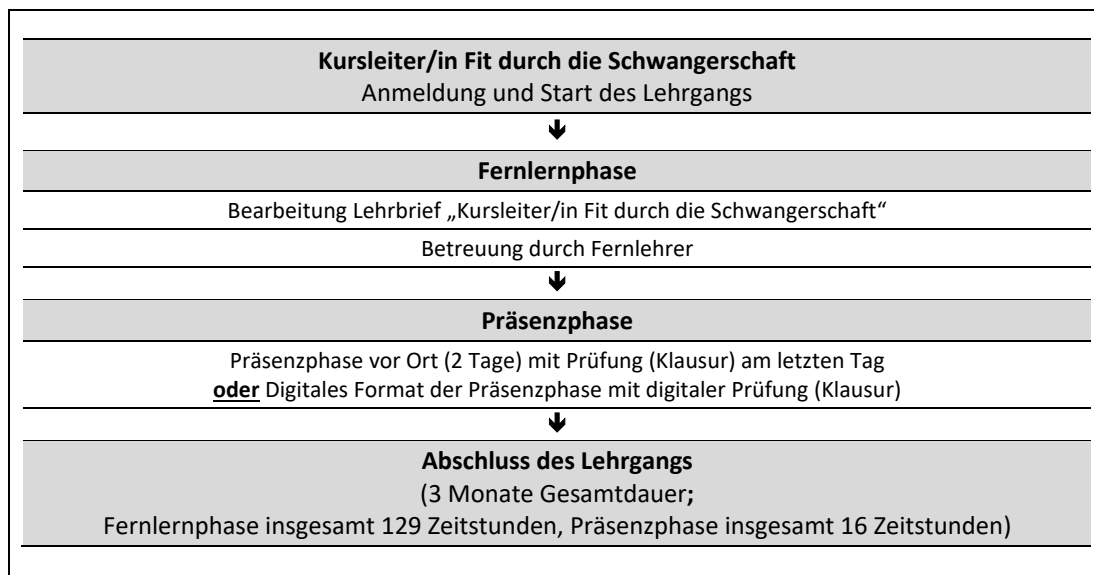 Kursleiter/in Fit durch die Schwangerschaft
Anmeldung und Start des Lehrgangs
🡻
Fernlernphase
Bearbeitung Lehrbrief „Kursleiter/in Fit durch die Schwangerschaft“
Betreuung durch Fernlehrer
🡻
Präsenzphase
Präsenzphase vor Ort (2 Tage) mit Prüfung (Klausur) am letzten Tag
oder Digitales Format der Präsenzphase mit digitaler Prüfung (Klausur)
🡻
Abschluss des Lehrgangs
(3 Monate Gesamtdauer;
Fernlernphase insgesamt 129 Zeitstunden, Präsenzphase insgesamt 16 Zeitstunden)